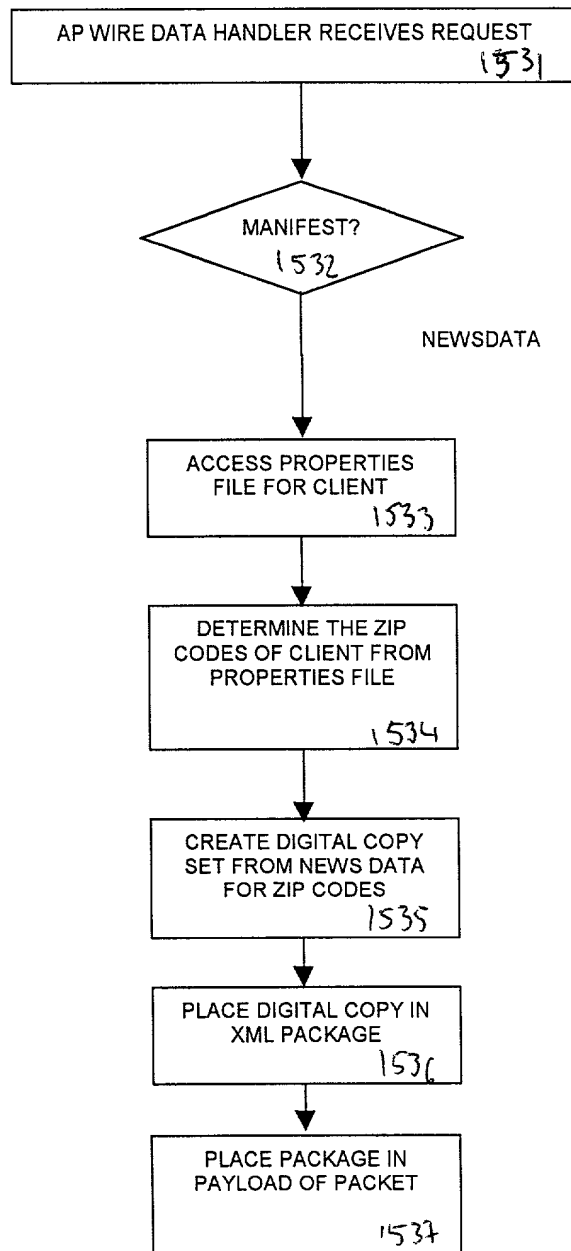 AP WIRE DATA HANDLER RECEIVES REQUEST
1531
MANIFEST?
1532
NEWSDATA
ACCESS PROPERTIES
FILE FOR CLIENT
1533
DETERMINE THE ZIP
CODES OF CLIENT FROM
PROPERTIES FILE
1534
CREATE DIGITAL COPY
SET FROM NEWS DATA
FOR ZIP CODES
1535
PLACE DIGITAL COPY IN
XML PACKAGE
1536
PLACE PACKAGE IN
PAYLOAD OF PACKET
1537